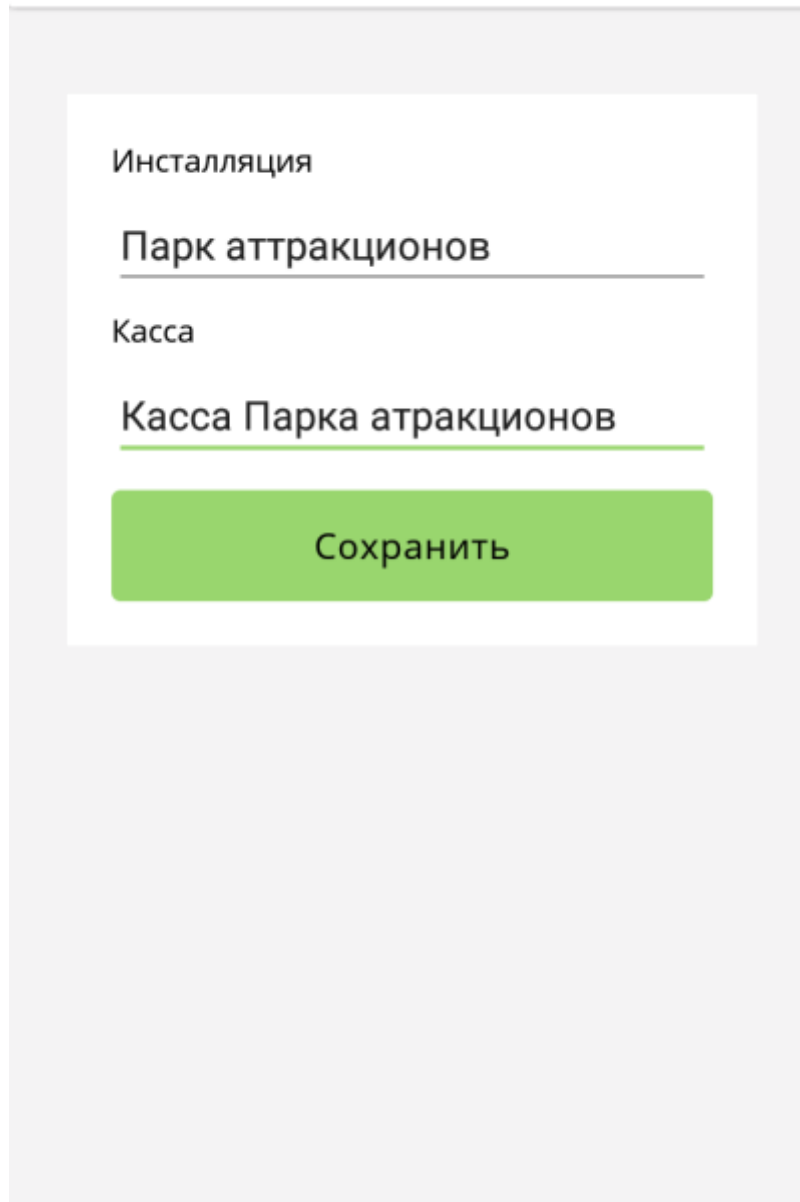 Инсталляция
Парк аттракционов
Касса
Касса Парка атракционов
Сохранить